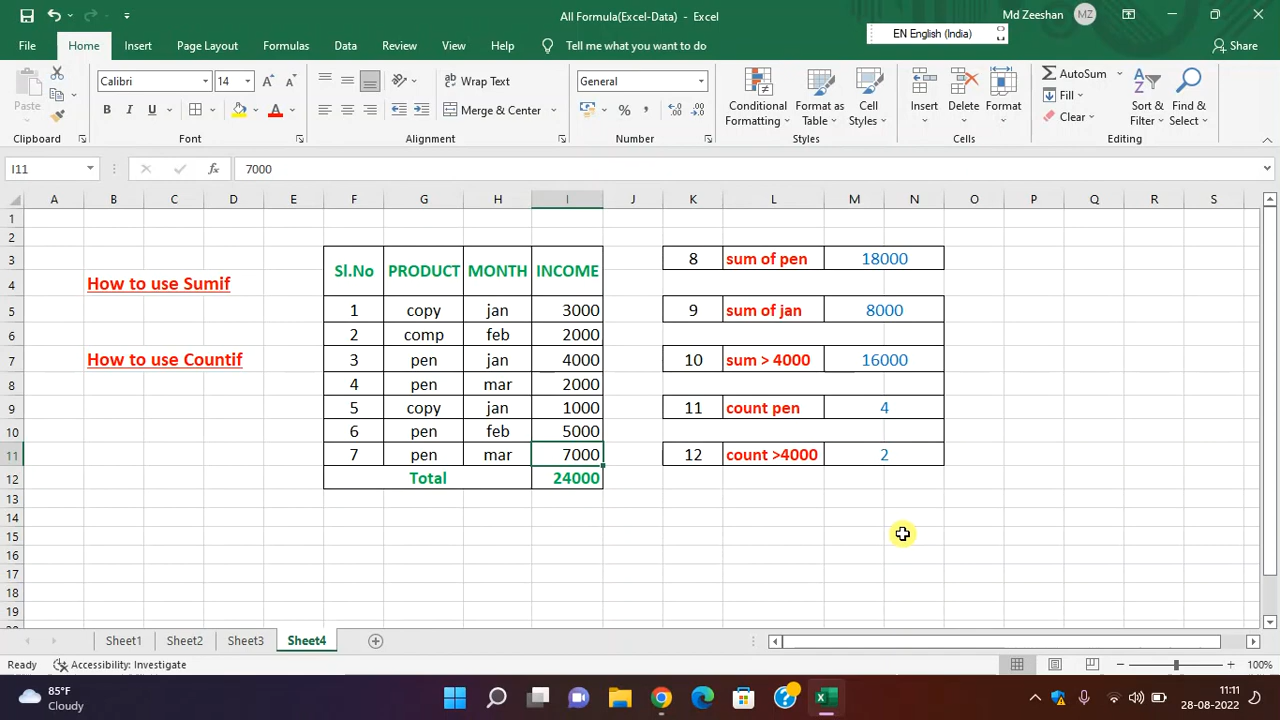 All Formula(Excel-Data) - Excel
Md Zeeshan MZ
EN English (India)
File Home Insert Page Layout Formulas Data Review View Help Tell me what you want to do Share
Calibri 14 Wrap Text General AutoSum
Paste B I U Merge & Center % , Conditional Formatting Format as Table Cell Styles Insert Delete Format Fill Clear Sort & Filter Find & Select
Clipboard Font Alignment Number Styles Cells Editing
I11 fx 7000
A B C D E F G H I J K L M N O P Q R S
1
2
3 Sl.No PRODUCT MONTH INCOME 8 sum of pen 18000
4 How to use Sumif
5 1 copy jan 3000 9 sum of jan 8000
6 2 comp feb 2000
7 How to use Countif 3 pen jan 4000 10 sum > 4000 16000
8 4 pen mar 2000
9 5 copy jan 1000 11 count pen 4
10 6 pen feb 5000
11 7 pen mar 7000 12 count >4000 2
12 Total 24000
13
14
15
16
17
18
19
Sheet1 Sheet2 Sheet3 Sheet4
Ready Accessibility: Investigate 100%
85°F
Cloudy
11:11
28-08-2022